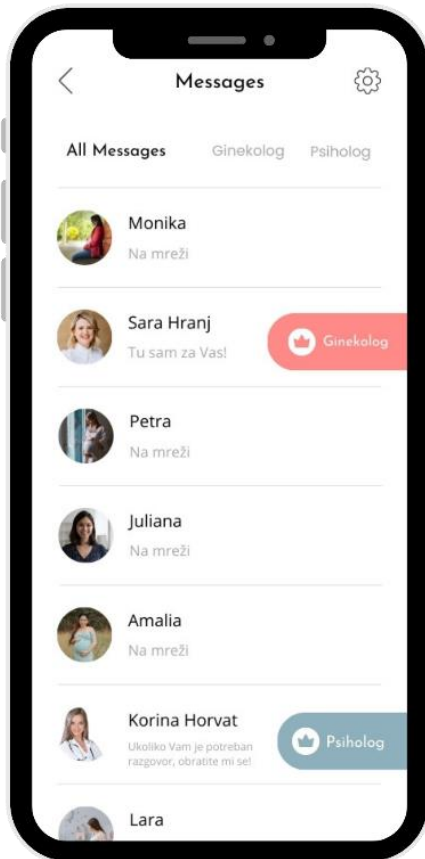 Messages
All Messages Ginekolog Psiholog
Monika
Na mreži
Sara Hranj
Tu sam za Vas!
Ginekolog
Petra
Na mreži
Juliana
Na mreži
Amalia
Na mreži
Korina Horvat
Ukoliko Vam je potreban
razgovor, obratite mi se!
Psiholog
Lara